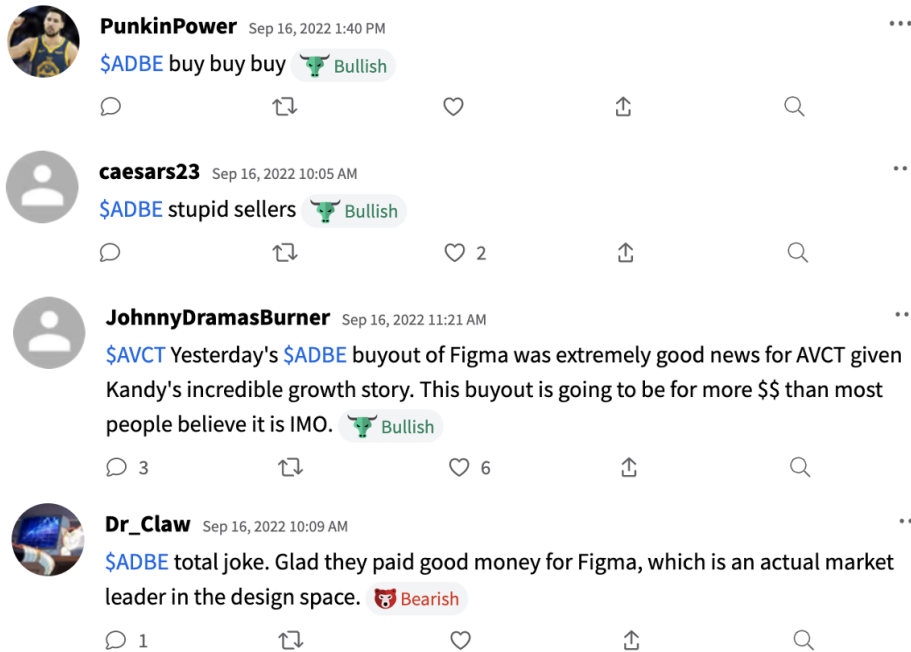 PunkinPower Sep 16, 2022 1:40 PM
$ADBE buy buy buy Bullish
caesars23 Sep 16, 2022 10:05 AM
$ADBE stupid sellers Bullish
2
JohnnyDramasBurner Sep 16, 2022 11:21 AM
$AVCT Yesterday's $ADBE buyout of Figma was extremely good news for AVCT given
Kandy's incredible growth story. This buyout is going to be for more $$ than most
people believe it is IMO. Bullish
3 6
Dr_Claw Sep 16, 2022 10:09 AM
$ADBE total joke. Glad they paid good money for Figma, which is an actual market
leader in the design space. Bearish
1